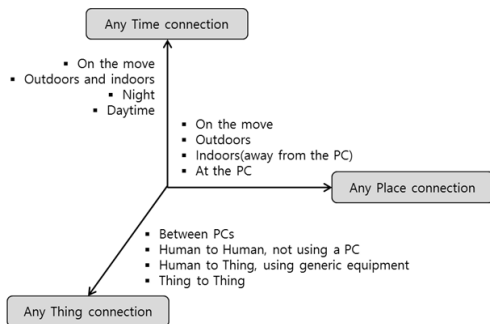 Any Time connection
▪ On the move
▪ Outdoors and indoors
▪ Night
▪ Daytime
▪ On the move
▪ Outdoors
▪ Indoors(away from the PC)
▪ At the PC
Any Place connection
▪ Between PCs
▪ Human to Human, not using a PC
▪ Human to Thing, using generic equipment
▪ Thing to Thing
Any Thing connection